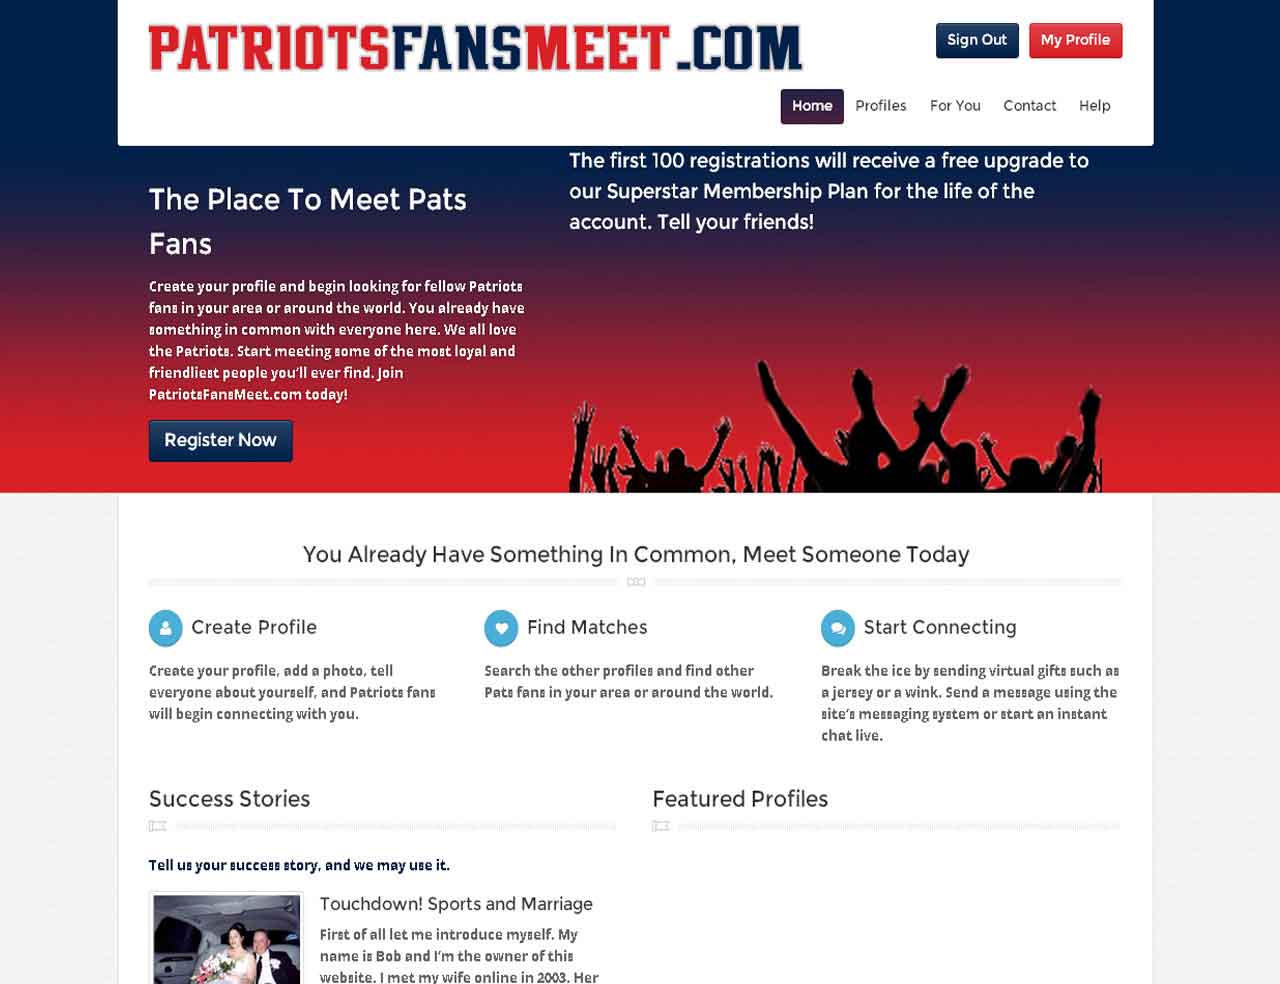 PATRIOTSFANSMEET.COM
Sign Out
My Profile
Home
Profiles
For You
Contact
Help
The first 100 registrations will receive a free upgrade to
our Superstar Membership Plan for the life of the
account. Tell your friends!
The Place To Meet Pats
Fans
Create your profile and begin looking for fellow Patriots
fans in your area or around the world. You already have
something in common with everyone here. We all love
the Patriots. Start meeting some of the most loyal and
friendliest people you'll ever find. Join
PatriotsFansMeet.com today!
Register Now
You Already Have Something In Common, Meet Someone Today
Create Profile
Create your profile, add a photo, tell
everyone about yourself, and Patriots fans
will begin connecting with you.
Find Matches
Search the other profiles and find other
Pats fans in your area or around the world.
Start Connecting
Break the ice by sending virtual gifts such as
a jersey or a wink. Send a message using the
site's messaging system or start an instant
chat live.
Success Stories
Featured Profiles
Tell us your success story, and we may use it.
Touchdown! Sports and Marriage
First of all let me introduce myself. My
name is Bob and I'm the owner of this
website. I met my wife online in 2003. Her